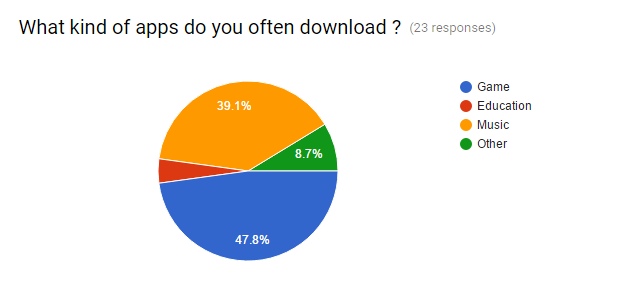 What kind of apps do you often download ? (23 responses)
39.1%
8.7%
47.8%
Game
Education
Music
Other